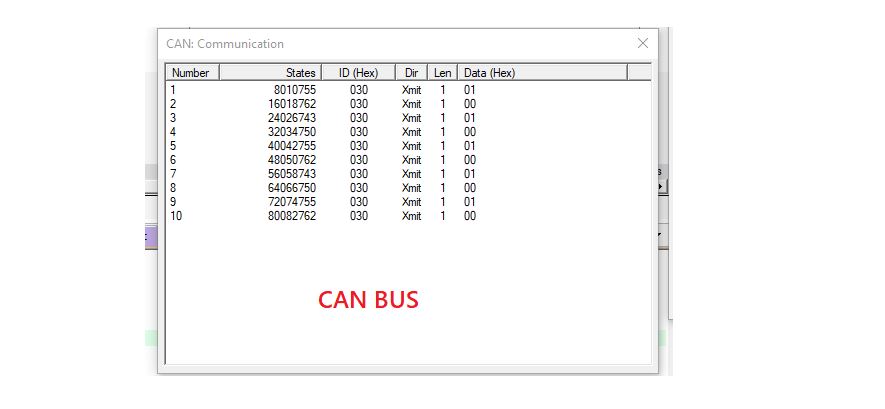 CAN: Communication
Number States ID (Hex) Dir Len Data (Hex)
1 8010755 030 Xmit 1 01
2 16018762 030 Xmit 1 00
3 24026743 030 Xmit 1 01
4 32034750 030 Xmit 1 00
5 40042755 030 Xmit 1 01
6 48050762 030 Xmit 1 00
7 56058743 030 Xmit 1 01
8 64066750 030 Xmit 1 00
9 72074755 030 Xmit 1 01
10 80082762 030 Xmit 1 00
CAN BUS